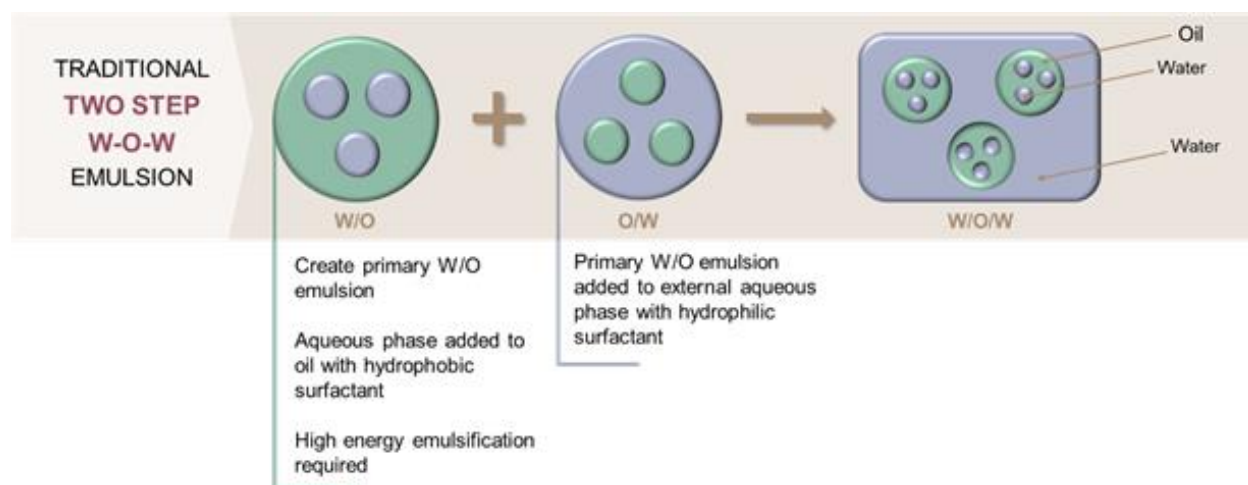 TRADITIONAL
TWO STEP
W-O-W
EMULSION
W/O
O/W
W/O/W
Oil
Water
Water
Create primary W/O
emulsion
Aqueous phase added to
oil with hydrophobic
surfactant
High energy emulsification
required
Primary W/O emulsion
added to external aqueous
phase with hydrophilic
surfactant